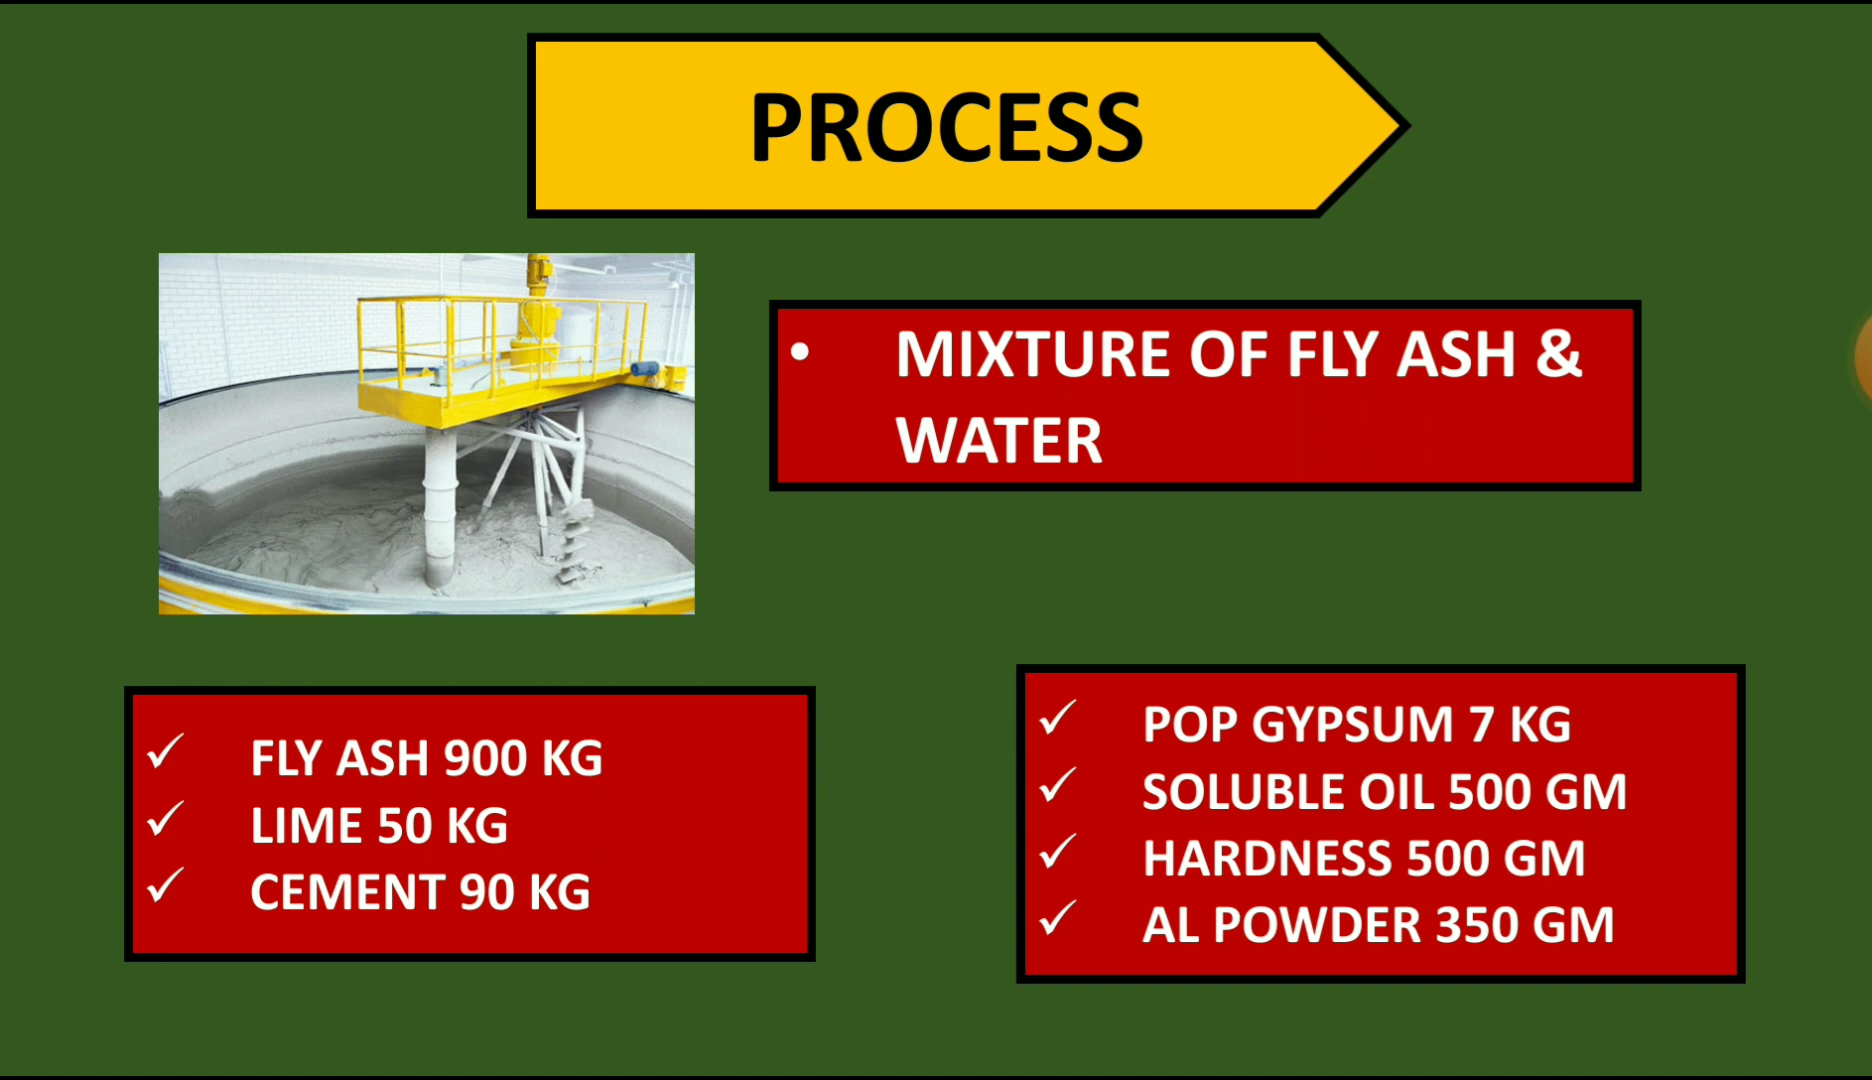 PROCESS
• MIXTURE OF FLY ASH &
WATER
✓ FLY ASH 900 KG
✓ LIME 50 KG
✓ CEMENT 90 KG
✓ POP GYPSUM 7 KG
✓ SOLUBLE OIL 500 GM
✓ HARDNESS 500 GM
✓ AL POWDER 350 GM